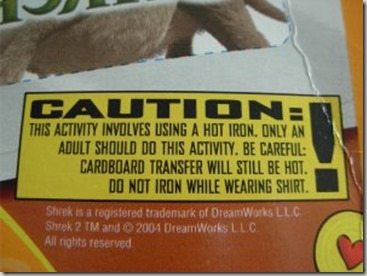 CAUTION:
THIS ACTIVITY INVOLVES USING A HOT IRON. ONLY AN
ADULT SHOULD DO THIS ACTIVITY. BE CAREFUL:
CARDBOARD TRANSFER WILL STILL BE HOT.
DO NOT IRON WHILE WEARING SHIRT.
!
Shrek is a registered trademark of DreamWorks L.L.C.
Shrek 2 TM and © 2004 DreamWorks L.L.C.
All rights reserved.